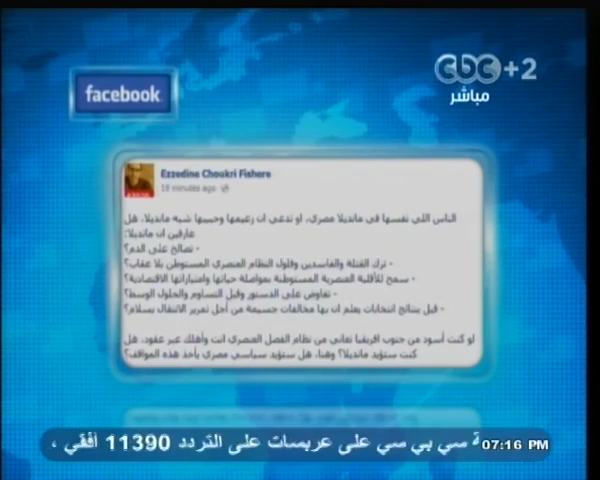 facebook
cbc +2
مباشر
Ezzedine Choukri Fishere
19 minutes ago
الناس اللي نفسها في مانديلا مصري، او تدعي ان زعيمها وحبيبها شبه مانديلا، هل
عارفين ان مانديلا:
- تصالح على الدم؟
- ترك القتلة والفاسدين وفلول النظام العنصري المستوطن بلا عقاب؟
- سمح للأقلية العنصرية المستوطنة بمواصلة حياتها وامتيازاتها الاقتصادية؟
- تفاوض على الدستور وقبل التساوم والحلول الوسط؟
- قبل بنتائج انتخابات يعلم ان بها مخالفات جسيمة من أجل تمرير الانتقال بسلام؟
لو كنت أسود من جنوب افريقيا تعاني من نظام الفصل العنصري انت وأهلك عبر عقود، هل
كنت ستؤيد مانديلا؟ وهنا، هل ستؤيد سياسي مصري يأخذ هذه المواقف؟
ة سي بي سي على عربسات على التردد 11390 أفقي ،
07:16 PM